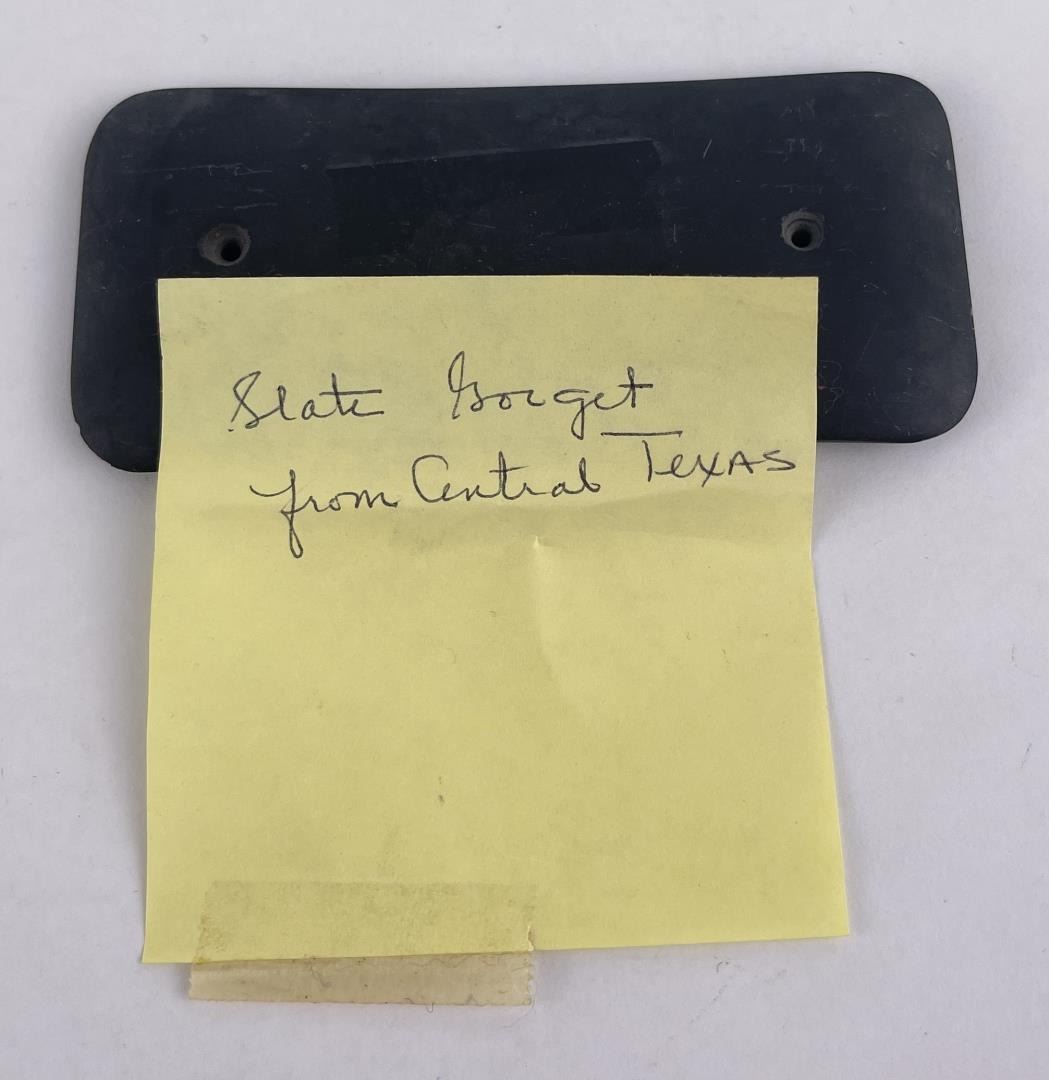 Slate Gorget
from Central Texas